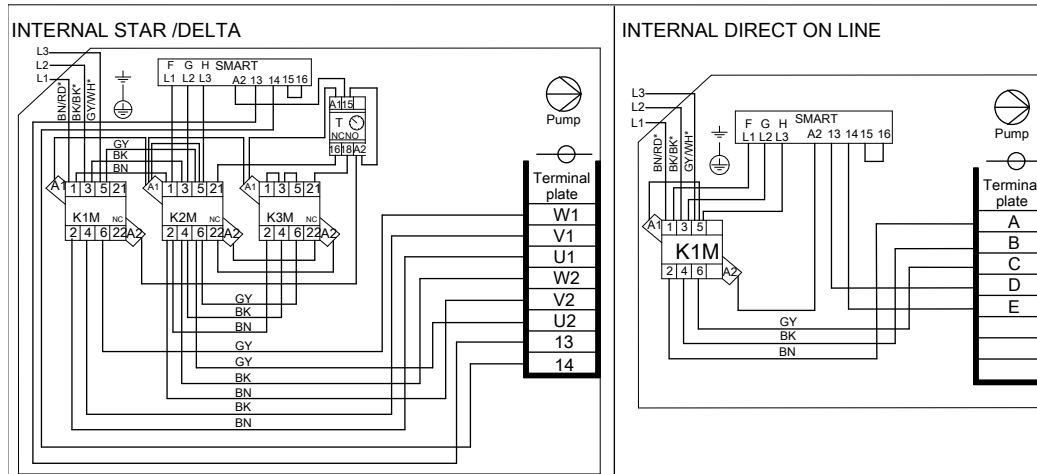 INTERNAL STAR /DELTA
L3
L2
L1
BN/RD*
BK/BK*
GY/WH*
F G H SMART
L1 L2 L3 A2 13 14 15 16
A1 15
T
NC NO
16 18 A2
GY
BK
BN
A1 1 3 5 21
K1M NC
2 4 6 22 A2
A1 1 3 5 21
K2M NC
2 4 6 22 A2
A1 1 3 5 21
K3M NC
2 4 6 22 A2
GY
BK
BN
GY
GY
BK
BN
BK
BN
Pump
Terminal
plate
W1
V1
U1
W2
V2
U2
13
14
INTERNAL DIRECT ON LINE
L3
L2
L1
BN/RD*
BK/BK*
GY/WH*
F G H SMART
L1 L2 L3 A2 13 14 15 16
A1 1 3 5
K1M
2 4 6 A2
GY
BK
BN
Pump
Terminal
plate
A
B
C
D
E